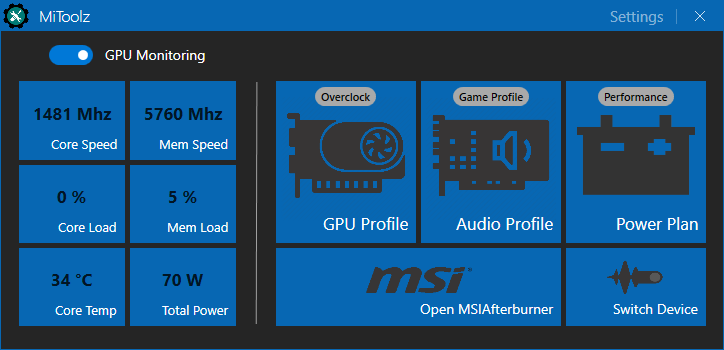 MiToolz
Settings
GPU Monitoring
1481 Mhz
Core Speed
5760 Mhz
Mem Speed
0 %
Core Load
5 %
Mem Load
34 °C
Core Temp
70 W
Total Power
Overclock
GPU Profile
Game Profile
Audio Profile
Performance
Power Plan
msi
Open MSIAfterburner
Switch Device